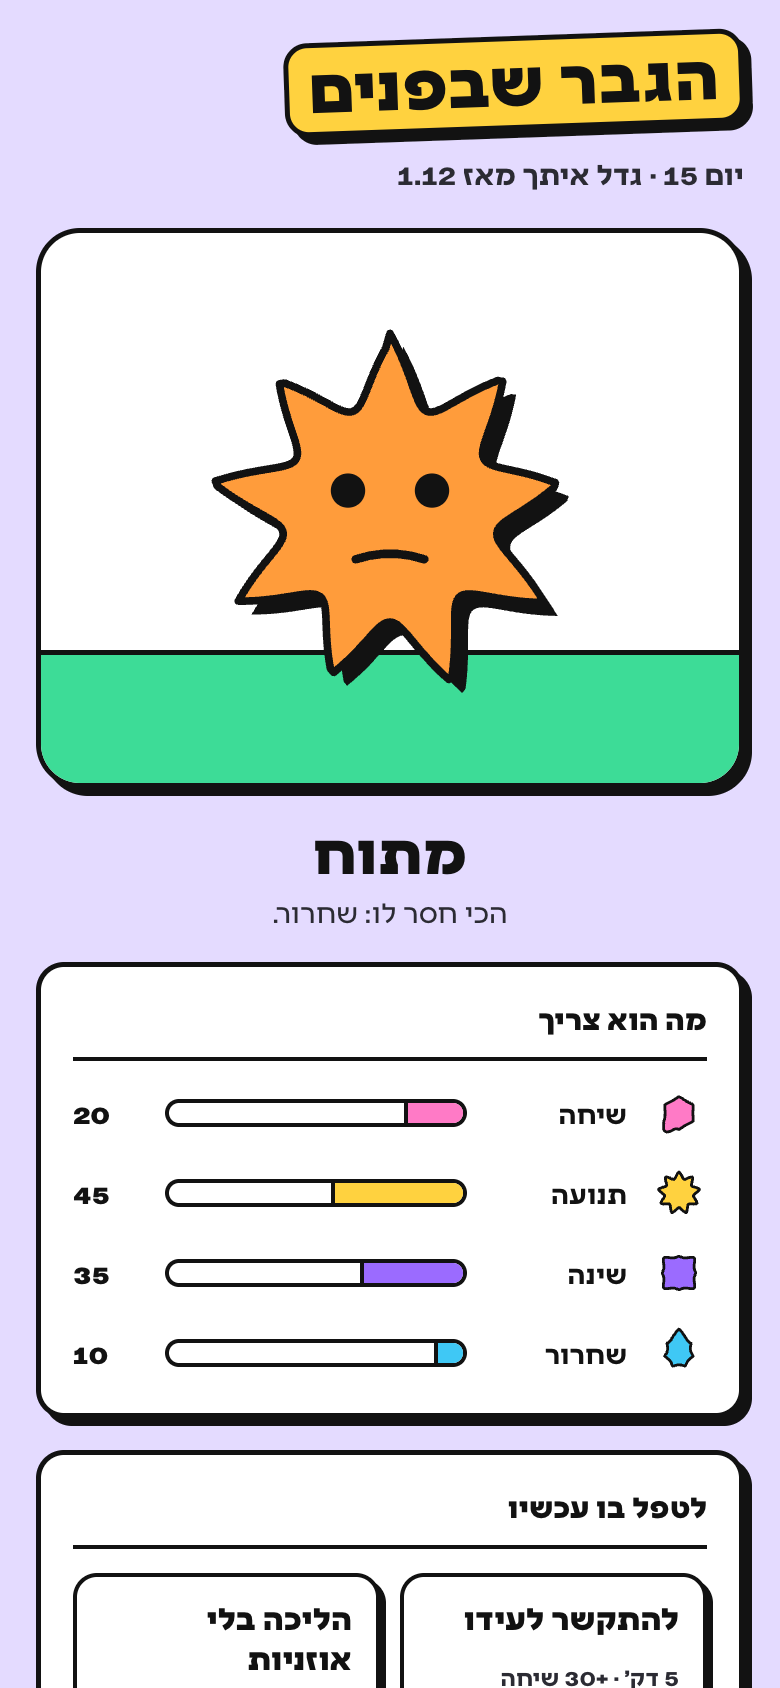 הגבר שבפנים
יום 15 · גדל איתך מאז 1.12
מתוח
הכי חסר לו: שחרור.
מה הוא צריך
שיחה 20
תנועה 45
שינה 35
שחרור 10
לטפל בו עכשיו
להתקשר לעידו
5 דק' · +30 שיחה
הליכה בלי
אוזניות